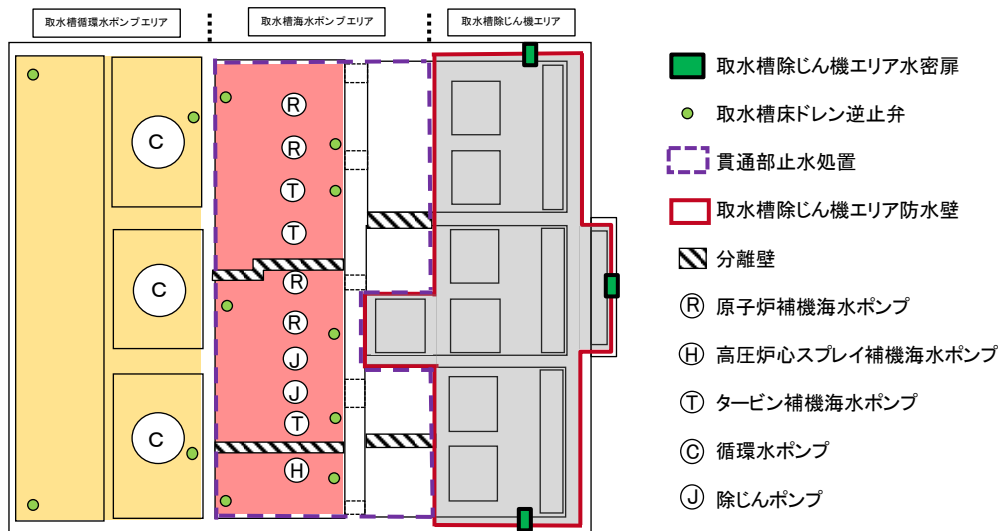 取水槽循環水ポンプエリア
取水槽海水ポンプエリア
取水槽除じん機エリア
C
C
C
R
R
T
T
R
R
J
J
T
H
取水槽除じん機エリア水密扉
取水槽床ドレン逆止弁
貫通部止水処置
取水槽除じん機エリア防水壁
分離壁
R 原子炉補機海水ポンプ
H 高圧炉心スプレイ補機海水ポンプ
T タービン補機海水ポンプ
C 循環水ポンプ
J 除じんポンプ